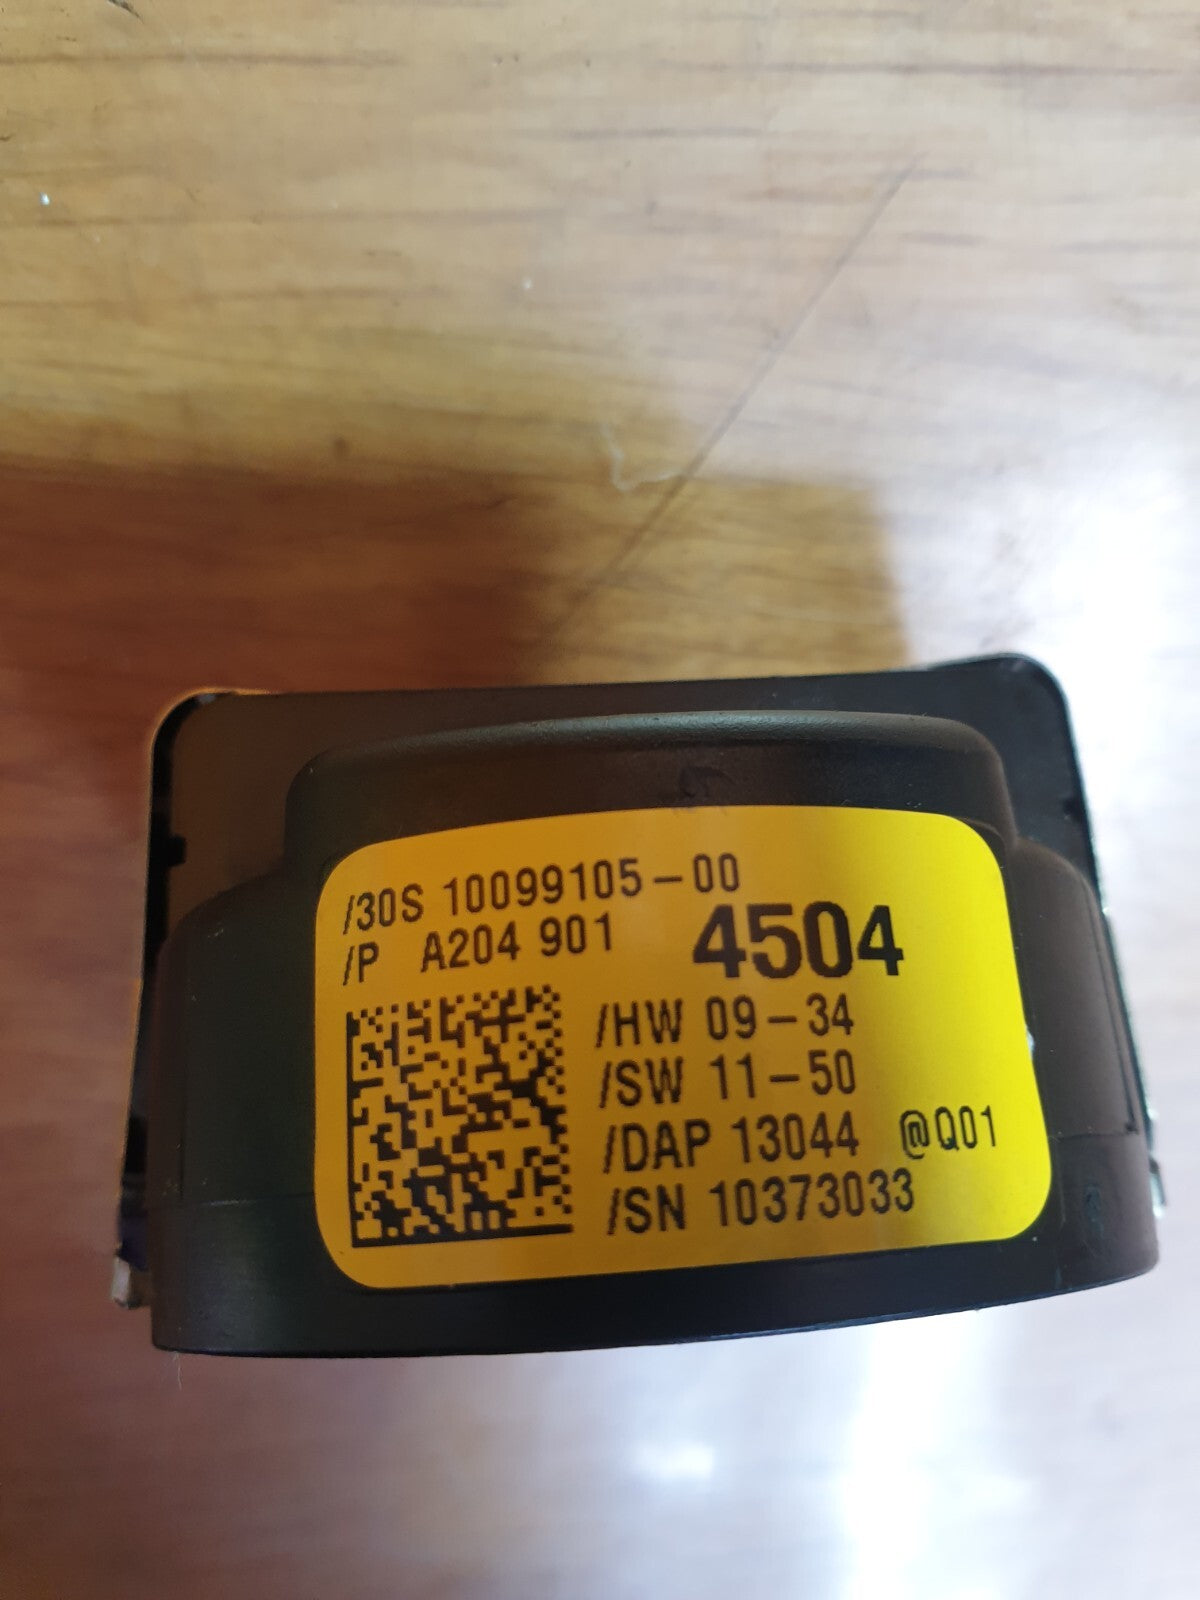 /30S 10099105-00
/P A204 901 4504
/HW 09-34
/SW 11-50
/DAP 13044 @Q01
/SN 10373033